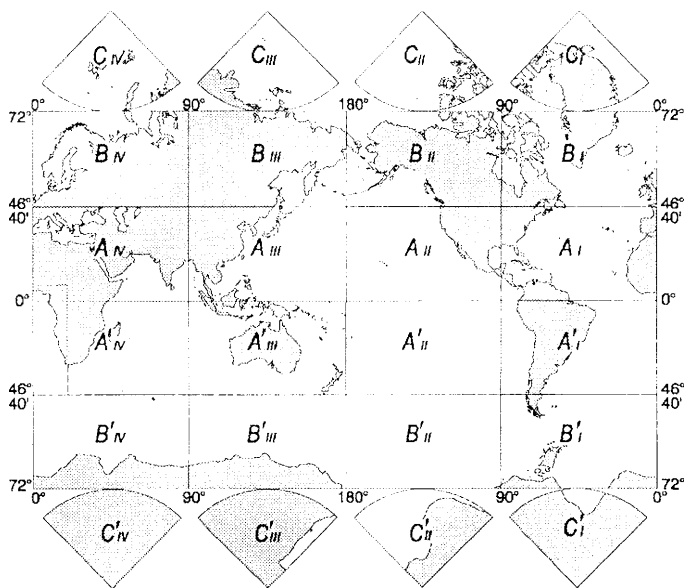 C IV C III C II C I
0° 90° 180° 90° 0°
72° 72°
B IV B III B II B I
46° 40' 46° 40'
A IV A III A II A I
0° 0°
A' IV A' III A' II A' I
46° 40' 46° 40'
B' IV B' III B' II B' I
72° 72°
0° 90° 180° 90° 0°
C' IV C' III C' II C' I